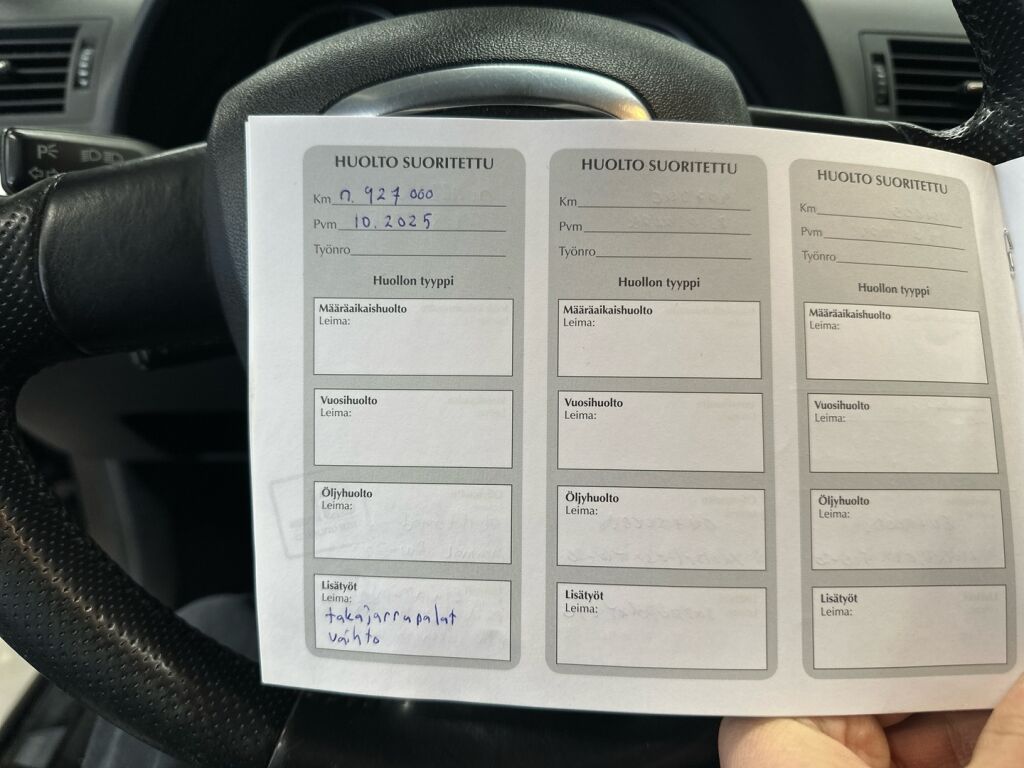 HUOLTO SUORITETTU
Km n. 927 000
Pvm 10.2025
Työnro
Huollon tyyppi
Määräaikaishuolto
Leima:
Vuosihuolto
Leima:
Öljyhuolto
Leima:
Lisätyöt
Leima:
takajarrupalat
vaihto
HUOLTO SUORITETTU
Km
Pvm
Työnro
Huollon tyyppi
Määräaikaishuolto
Leima:
Vuosihuolto
Leima:
Öljyhuolto
Leima:
Lisätyöt
Leima:
HUOLTO SUORITETTU
Km
Pvm
Työnro
Huollon tyyppi
Määräaikaishuolto
Leima:
Vuosihuolto
Leima:
Öljyhuolto
Leima:
Lisätyöt
Leima: